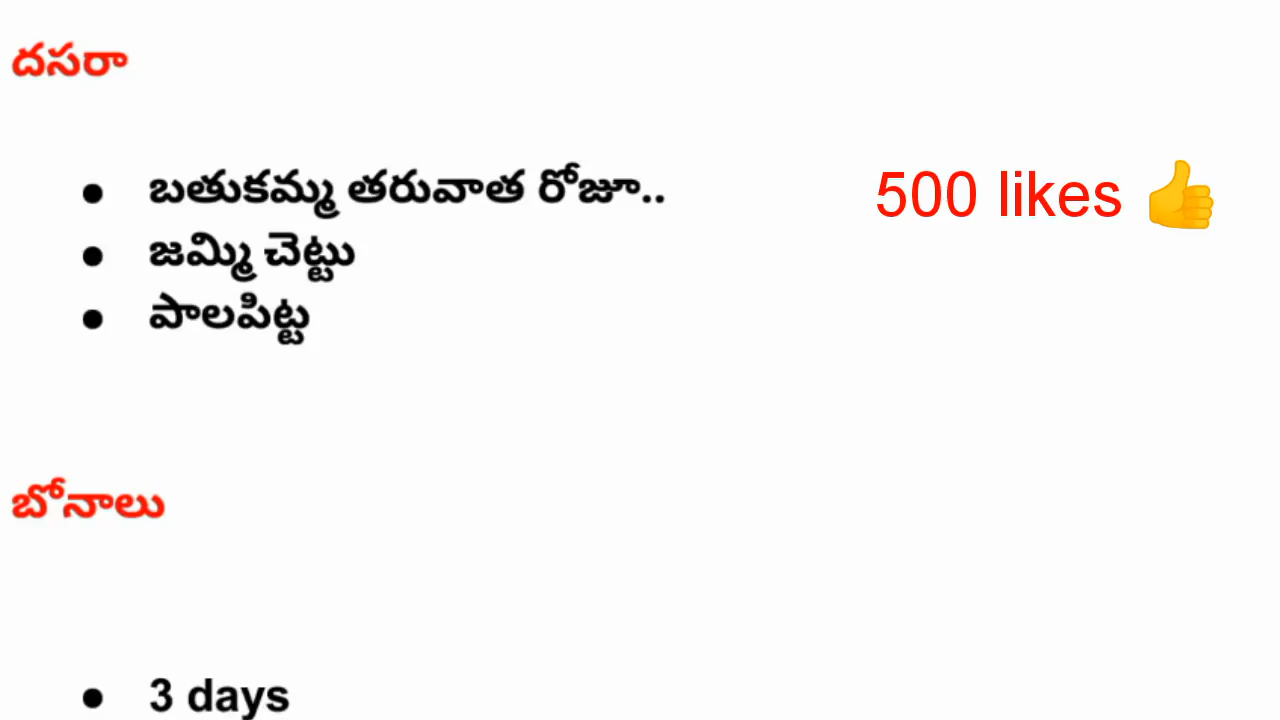 దసరా
● బతుకమ్మ తరువాత రోజూ..
500 likes 👍
● జమ్మి చెట్టు
● పాలపిట్ట
బోనాలు
● 3 days